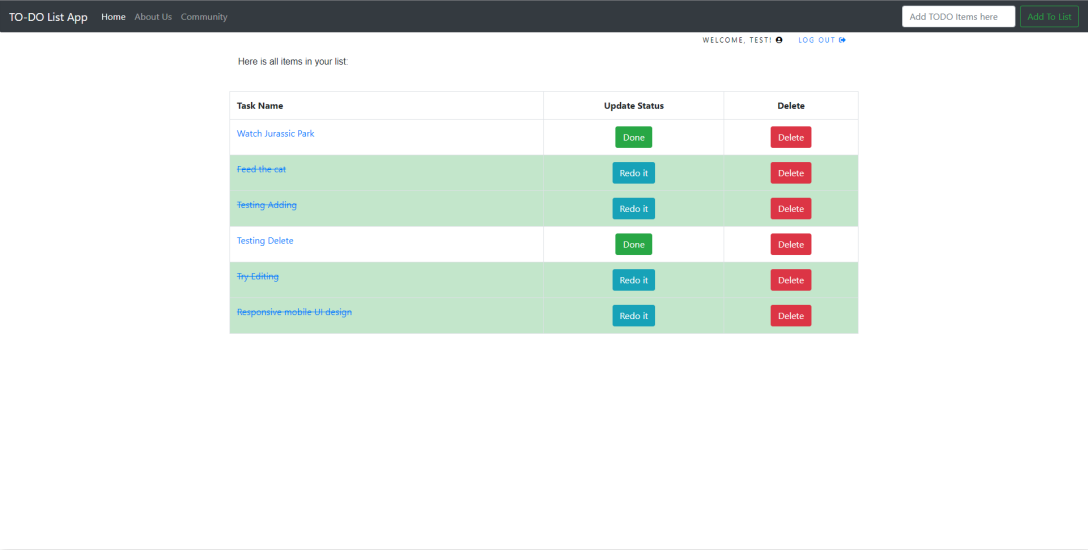 TO-DO List App Home About Us Community Add TODO Items here Add To List
WELCOME, TEST! LOG OUT
Here is all items in your list:
Task Name Update Status Delete
Watch Jurassic Park Done Delete
Feed the cat Redo it Delete
Testing Adding Redo it Delete
Testing Delete Done Delete
Try Editing Redo it Delete
Responsive mobile UI design Redo it Delete